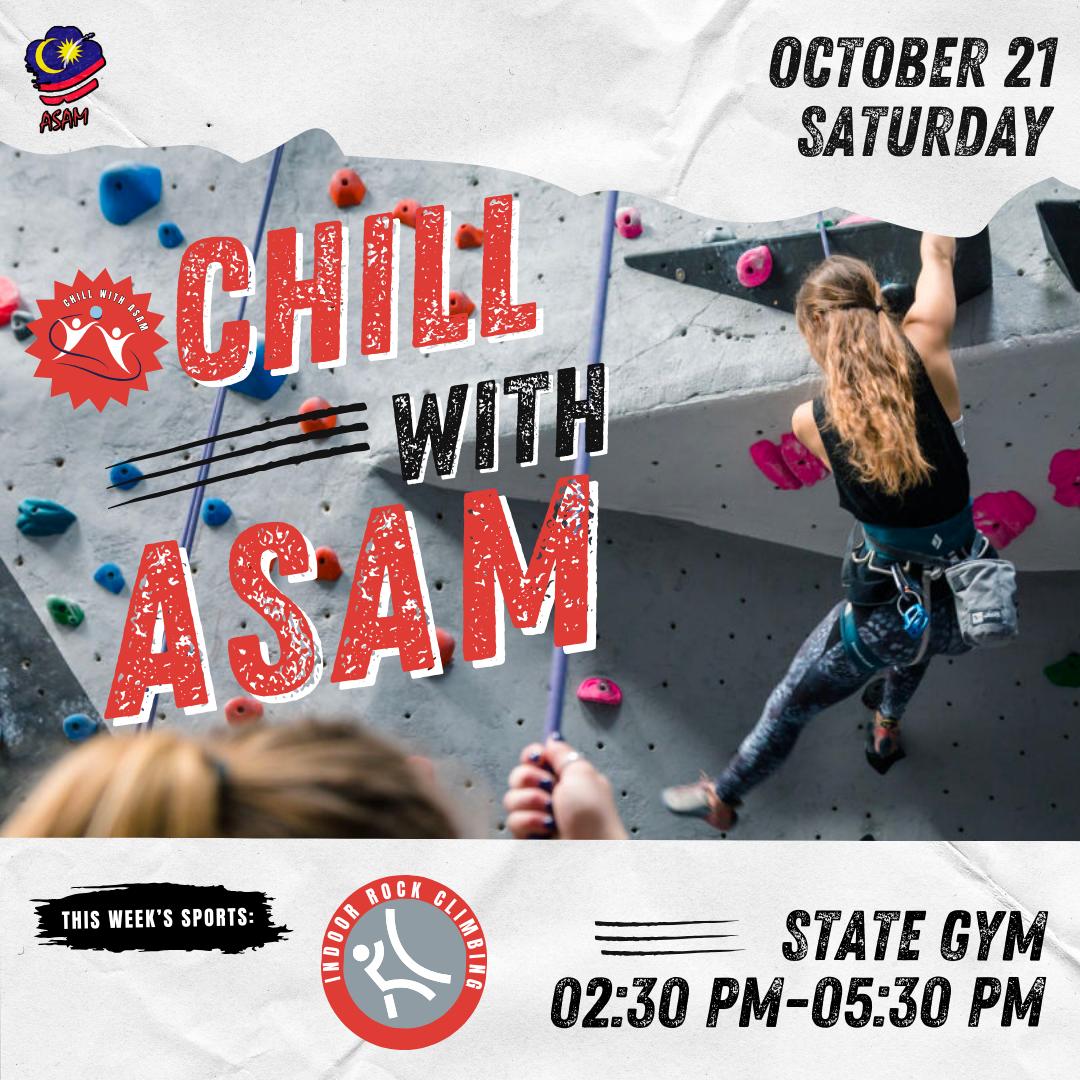 ASAM
OCTOBER 21
SATURDAY
CHILL WITH ASAM
CHILL
WITH
ASAM
THIS WEEK'S SPORTS:
INDOOR ROCK CLIMBING
STATE GYM
02:30 PM-05:30 PM